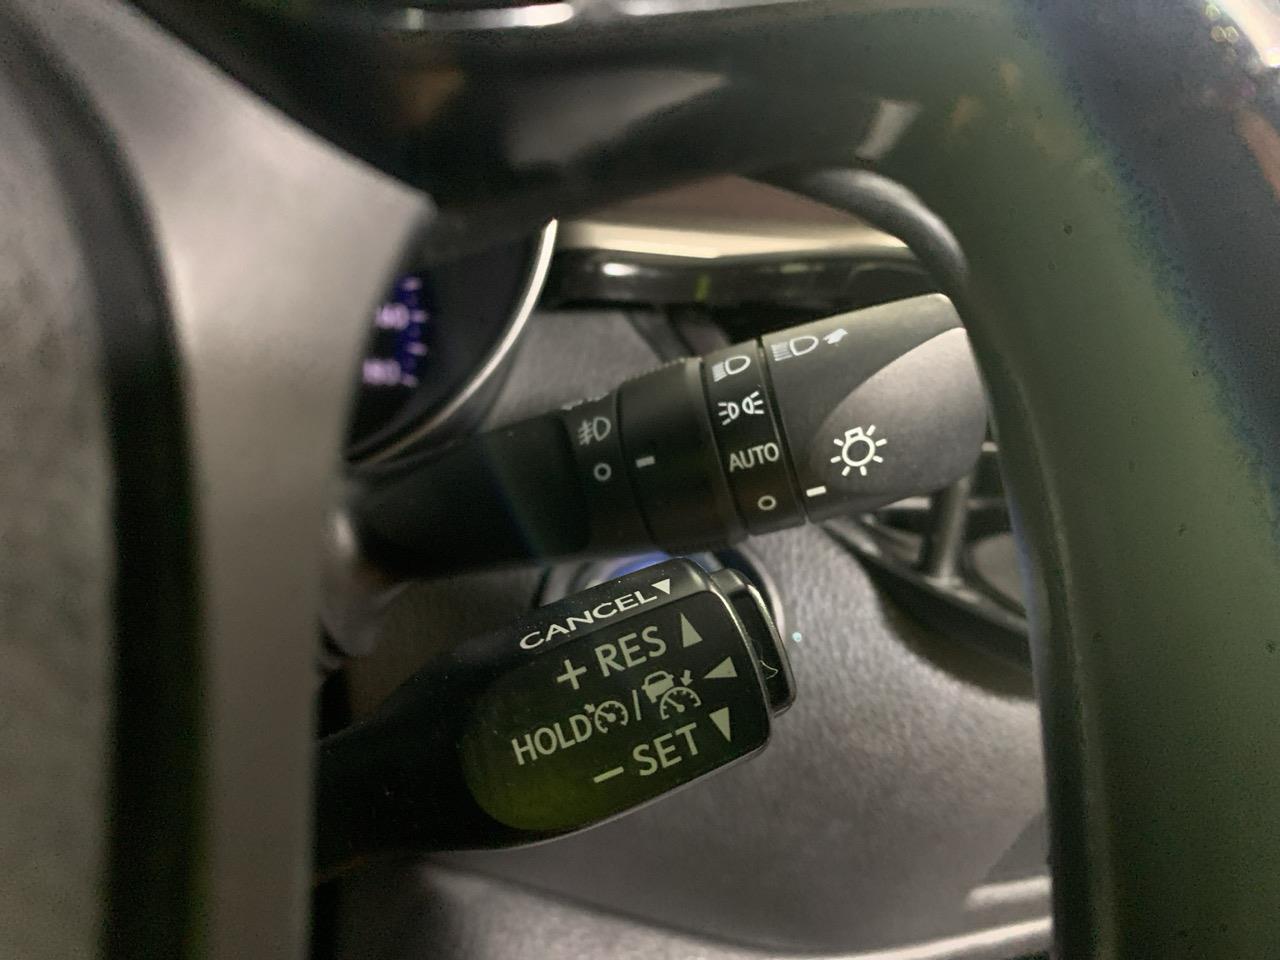 AUTO
CANCEL▼
+ RES ▲
HOLD / ◀
− SET ▼